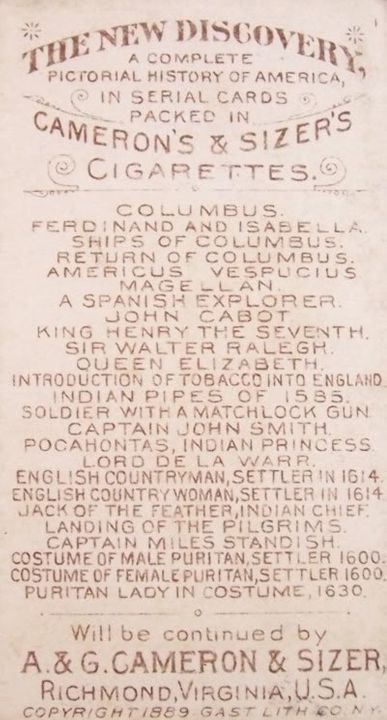 THE NEW DISCOVERY,
A COMPLETE
PICTORIAL HISTORY OF AMERICA,
IN SERIAL CARDS
PACKED IN
CAMERON'S & SIZER'S
CIGARETTES.
COLUMBUS.
FERDINAND AND ISABELLA.
SHIPS OF COLUMBUS.
RETURN OF COLUMBUS.
AMERICUS VESPUCIUS
MAGELLAN.
A SPANISH EXPLORER.
JOHN CABOT
KING HENRY THE SEVENTH.
SIR WALTER RALEGH.
QUEEN ELIZABETH.
INTRODUCTION OF TOBACCO INTO ENGLAND
INDIAN PIPES OF 1585.
SOLDIER WITH A MATCHLOCK GUN
CAPTAIN JOHN SMITH.
POCAHONTAS, INDIAN PRINCESS
LORD DE LA WARR.
ENGLISH COUNTRYMAN, SETTLER IN 1614.
ENGLISH COUNTRY WOMAN, SETTLER IN 1614
JACK OF THE FEATHER, INDIAN CHIEF.
LANDING OF THE PILGRIMS.
CAPTAIN MILES STANDISH.
COSTUME OF MALE PURITAN, SETTLER 1600.
COSTUME OF FEMALE PURITAN, SETTLER 1600.
PURITAN LADY IN COSTUME, 1630.
Will be continued by
A. & G. CAMERON & SIZER,
RICHMOND, VIRGINIA, U.S.A.
COPYRIGHT 1889 GAST LITH CO. N.Y.